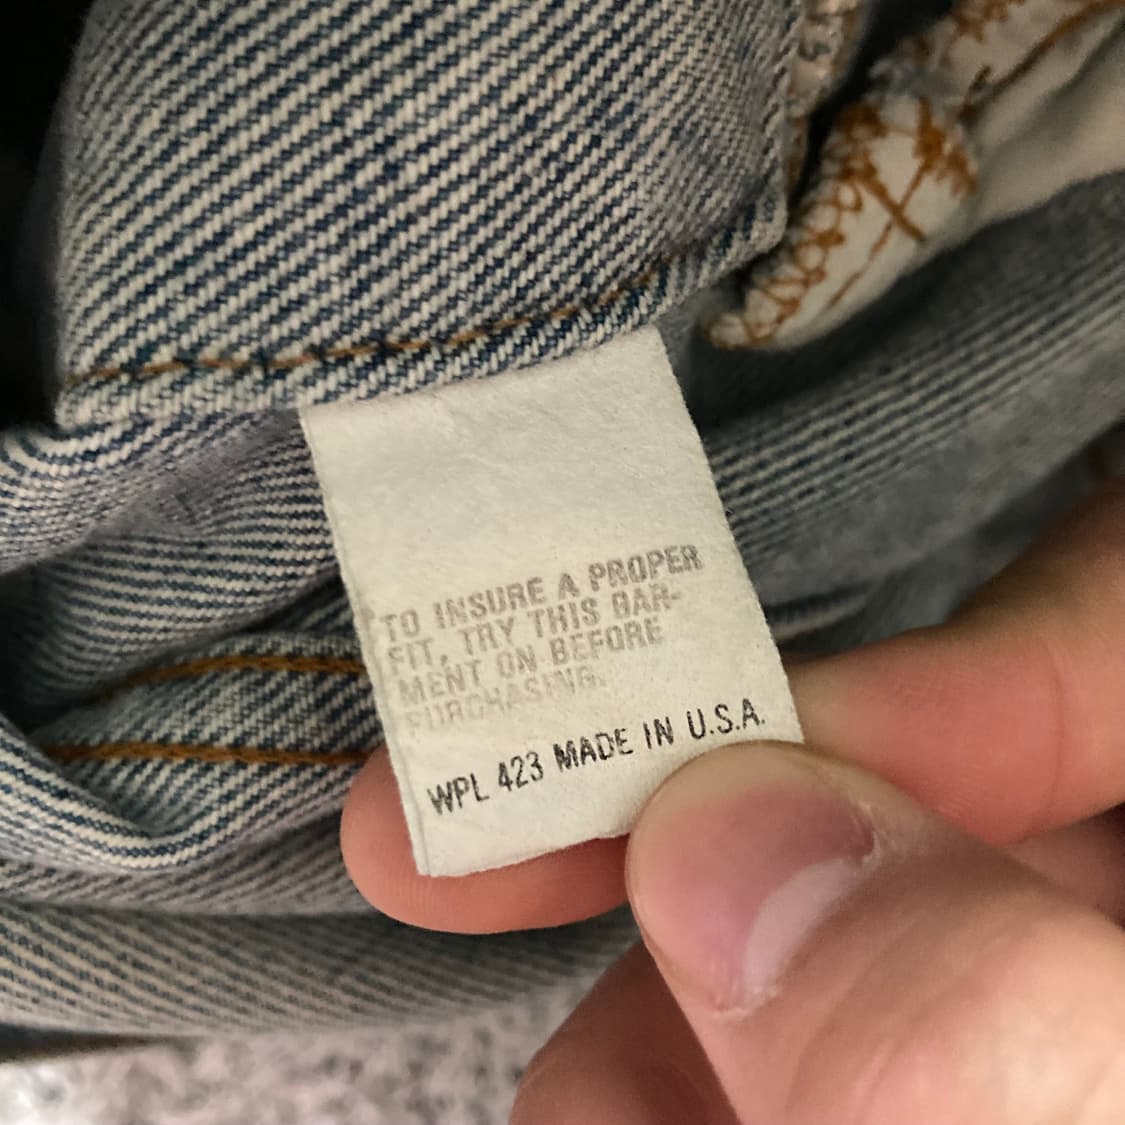 TO INSURE A PROPER
FIT, TRY THIS GAR-
MENT ON BEFORE
PURCHASING.
WPL 423 MADE IN U.S.A.